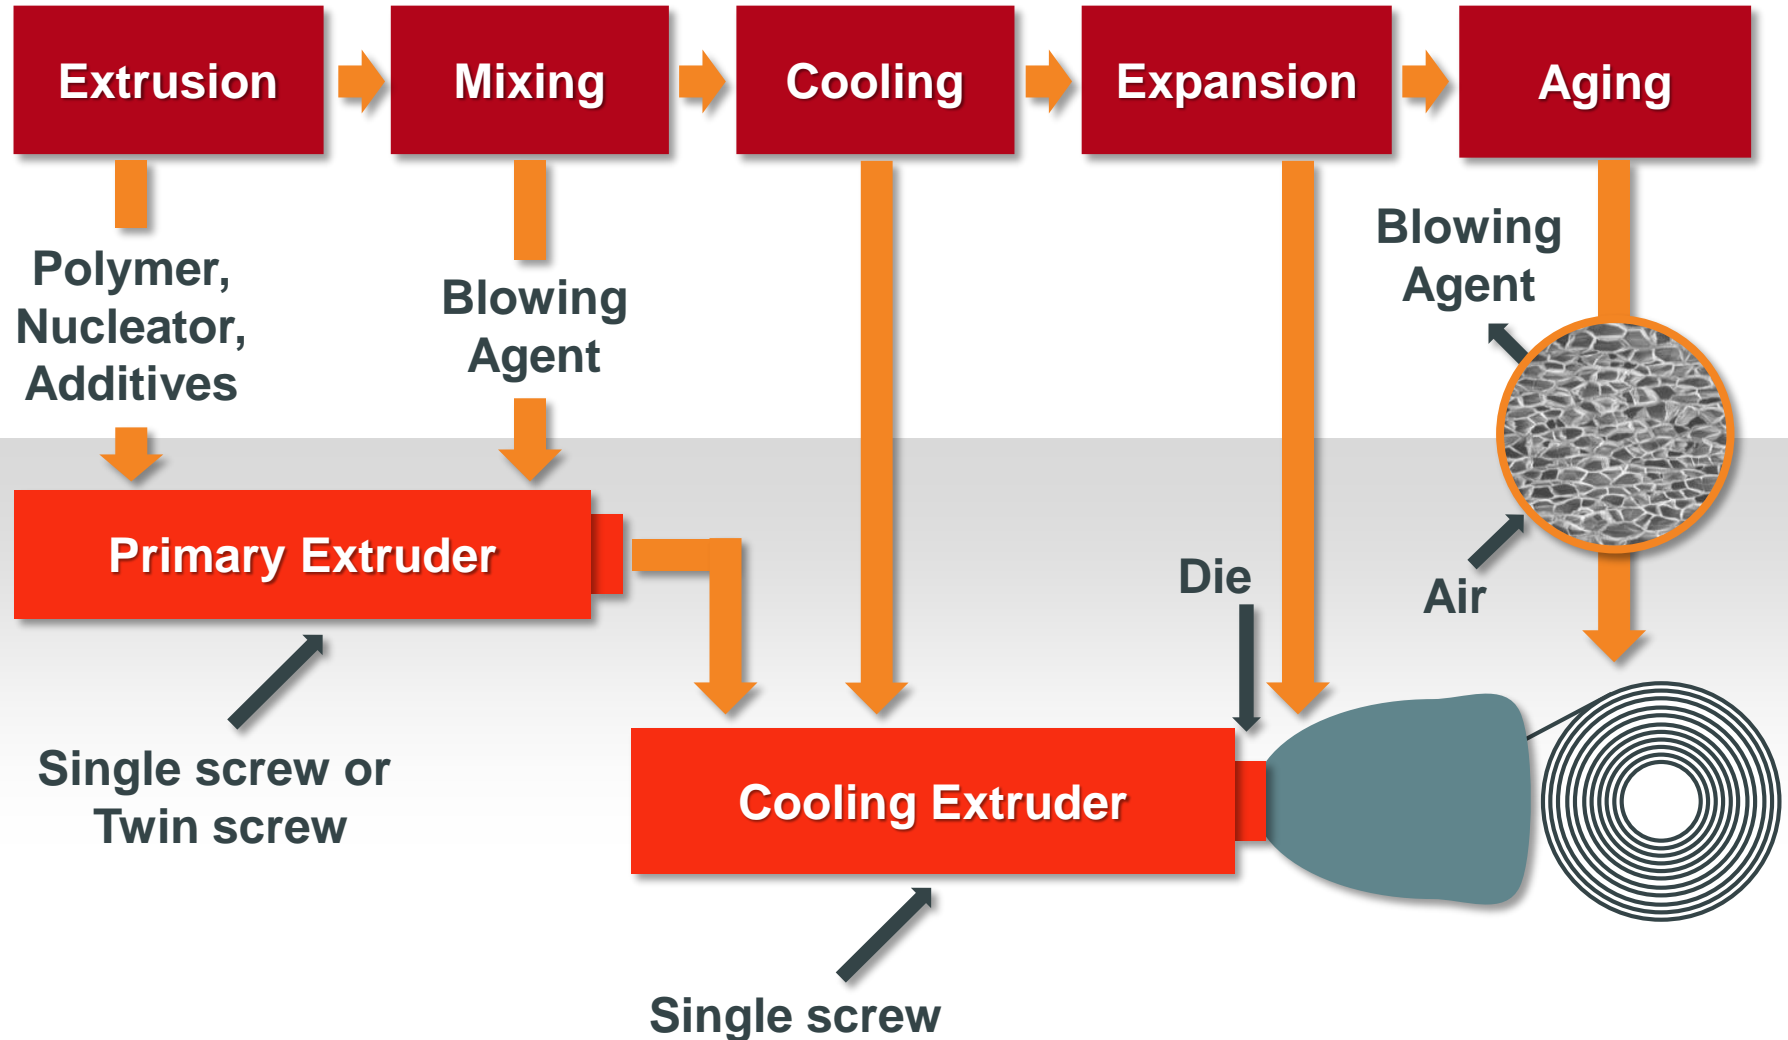 Extrusion
Mixing
Cooling
Expansion
Aging
Polymer,
Nucleator,
Additives
Blowing
Agent
Blowing
Agent
Primary Extruder
Die
Air
Single screw or
Twin screw
Cooling Extruder
Single screw